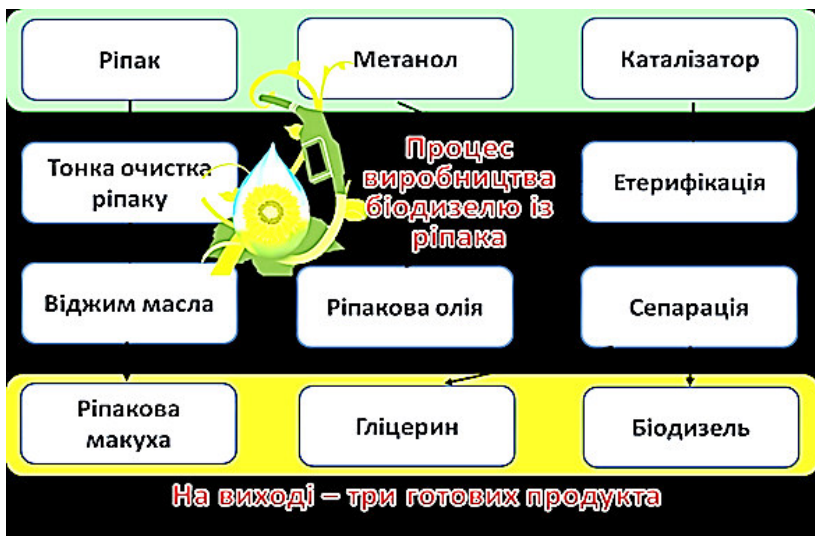 Ріпак
Метанол
Каталізатор
Тонка очистка
ріпаку
Процес
виробництва
біодизелю із
ріпака
Етерифікація
Віджим масла
Ріпакова олія
Сепарація
Ріпакова
макуха
Гліцерин
Біодизель
На виході – три готових продукта